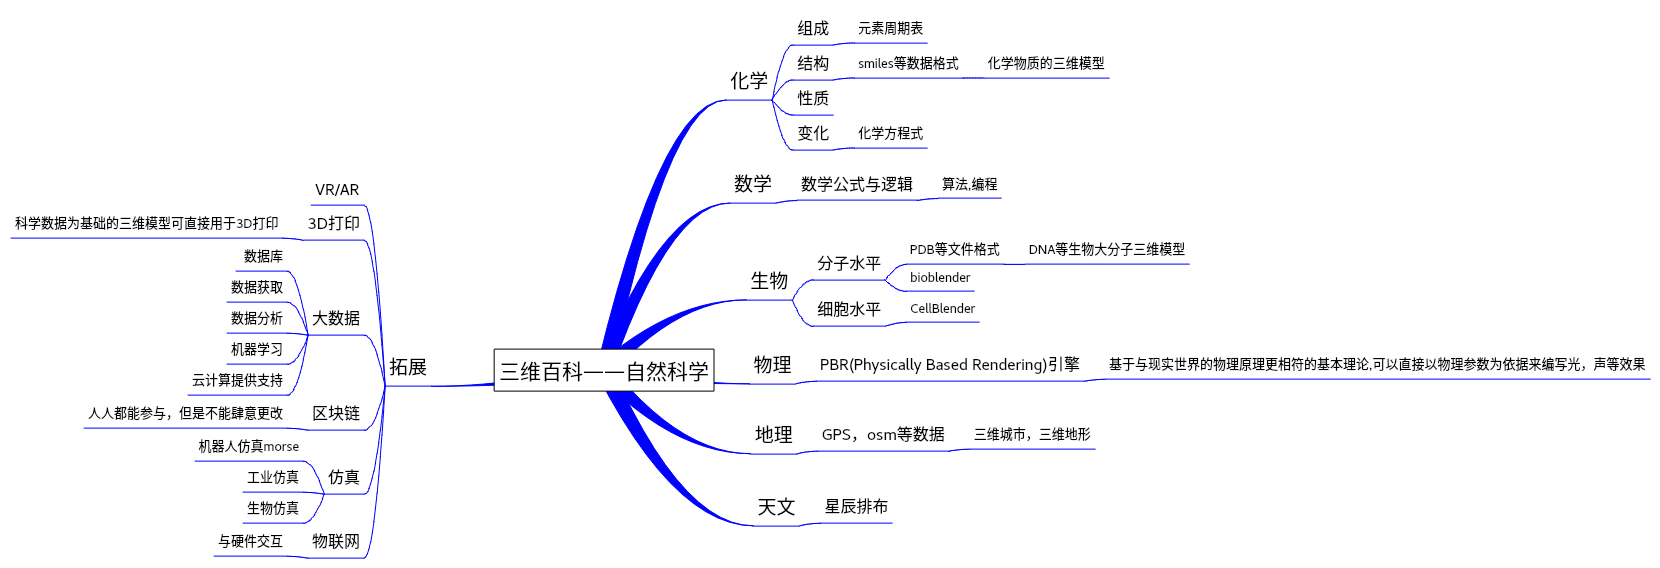 三维百科——自然科学
化学
组成
元素周期表
结构
smiles等数据格式
化学物质的三维模型
性质
变化
化学方程式
数学
数学公式与逻辑
算法,编程
生物
分子水平
PDB等文件格式
DNA等生物大分子三维模型
bioblender
细胞水平
CellBlender
物理
PBR(Physically Based Rendering)引擎
基于与现实世界的物理原理更相符的基本理论,可以直接以物理参数为依据来编写光，声等效果
地理
GPS，osm等数据
三维城市，三维地形
天文
星辰排布
拓展
VR/AR
3D打印
科学数据为基础的三维模型可直接用于3D打印
大数据
数据库
数据获取
数据分析
机器学习
云计算提供支持
区块链
人人都能参与，但是不能肆意更改
仿真
机器人仿真morse
工业仿真
生物仿真
物联网
与硬件交互